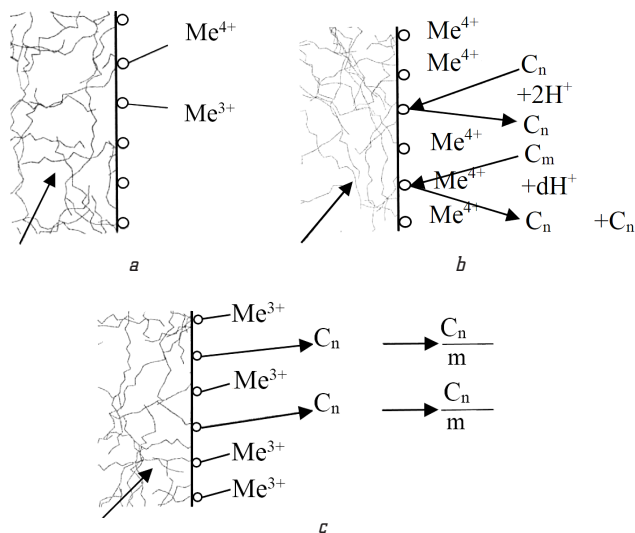 Me4+
Me3+
a
Me4+
Me4+
Cn
+2H+
Cn
Me4+
Cm
Me4+
+dH+
Me4+
Cn +Cn
b
Me3+
Cn
Cn
m
Me3+
Cn
Cn
m
Me3+
Me3+
c